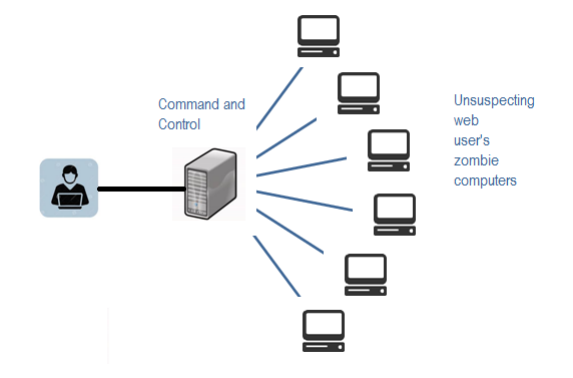 Command and
Control
Unsuspecting
web
user's
zombie
computers